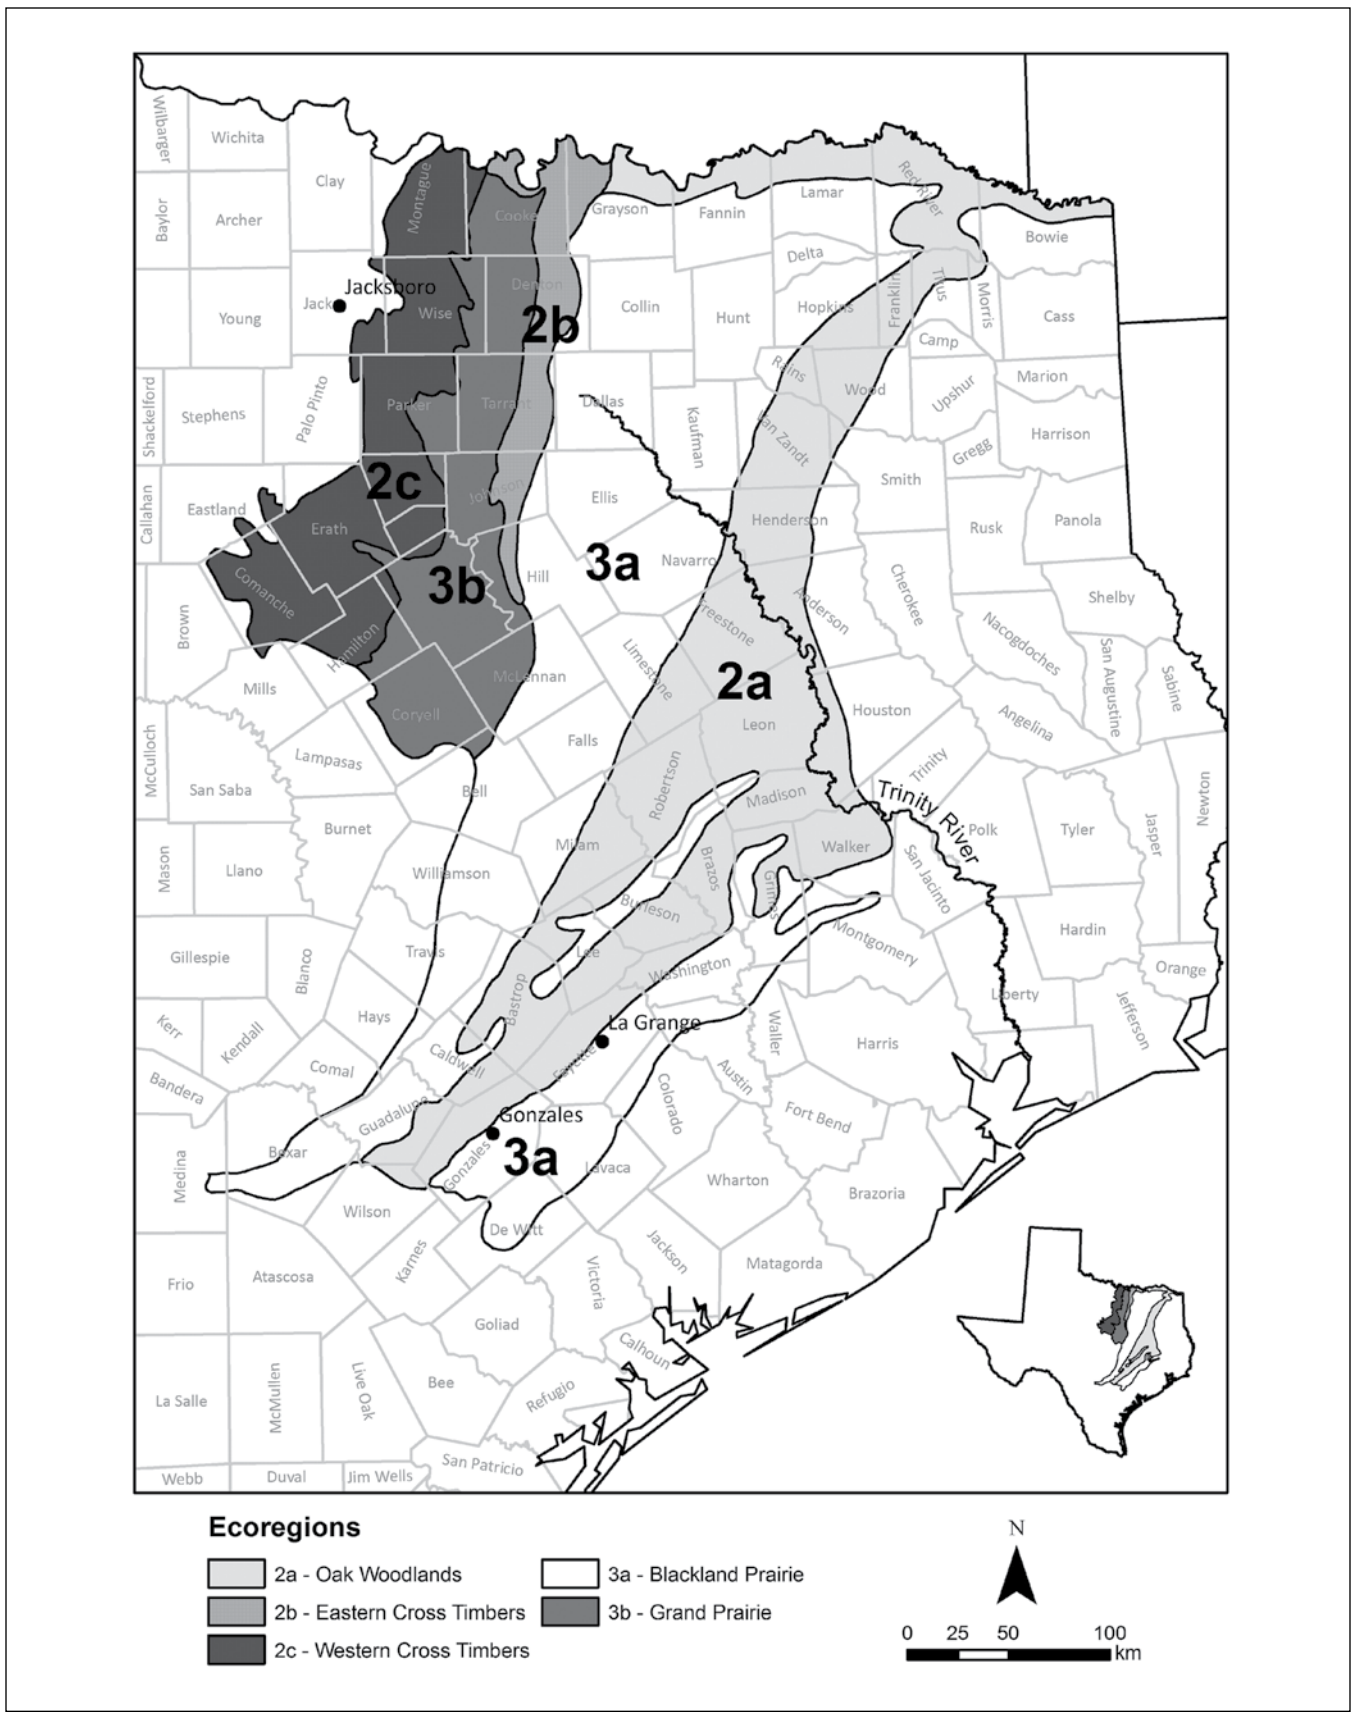 Wilbarger
Wichita
Clay
Montague
Cooke
Grayson
Fannin
Lamar
Red River
Bowie
Baylor
Archer
Delta
Titus
Morris
Franklin
Jacksboro
Jack
Wise
Denton
Collin
Hunt
Hopkins
Cass
Young
2b
Camp
Rains
Wood
Marion
Upshur
Shackelford
Stephens
Palo Pinto
Parker
Tarrant
Dallas
Kaufman
Van Zandt
Harrison
Gregg
Smith
2c
Callahan
Eastland
Erath
Johnson
Ellis
Henderson
Rusk
Panola
3a
Navarro
3b
Hill
Comanche
Cherokee
Shelby
Brown
Hamilton
Freestone
Anderson
Nacogdoches
San Augustine
Sabine
Mills
McLennan
Limestone
2a
Leon
Houston
Angelina
Coryell
Falls
McCulloch
San Saba
Lampasas
Bell
Robertson
Madison
Trinity
Trinity River
Newton
Burnet
Milam
Walker
Polk
Tyler
Jasper
Mason
Llano
Williamson
Brazos
Grimes
San Jacinto
Burleson
Hardin
Gillespie
Blanco
Travis
Lee
Washington
Montgomery
Orange
Liberty
Jefferson
Kerr
Kendall
Hays
Bastrop
La Grange
Waller
Harris
Comal
Caldwell
Fayette
Bandera
Austin
Colorado
Guadalupe
Gonzales
Fort Bend
Bexar
Medina
Gonzales
3a
Lavaca
Wharton
Brazoria
Wilson
De Witt
Karnes
Jackson
Matagorda
Frio
Atascosa
Victoria
Goliad
Calhoun
La Salle
McMullen
Live Oak
Bee
Refugio
San Patricio
Webb
Duval
Jim Wells
Ecoregions
2a - Oak Woodlands
2b - Eastern Cross Timbers
2c - Western Cross Timbers
3a - Blackland Prairie
3b - Grand Prairie
N
0 25 50 100
km